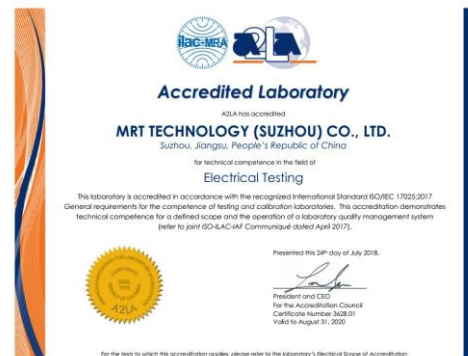 ilac-MRA
A2LA
Accredited Laboratory
A2LA has accredited
MRT TECHNOLOGY (SUZHOU) CO., LTD.
Suzhou, Jiangsu, People's Republic of China
for technical competence in the field of
Electrical Testing
This laboratory is accredited in accordance with the recognized International Standard ISO/IEC 17025:2017
General requirements for the competence of testing and calibration laboratories. This accreditation demonstrates
technical competence for a defined scope and the operation of a laboratory quality management system
(refer to joint ISO-ILAC-IAF Communiqué dated April 2017).
Presented this 24th day of July 2018.
President and CEO
For the Accreditation Council
Certificate Number 3628.01
Valid to August 31, 2020
SEAL
1978
A2LA
For the tests to which this accreditation applies, please refer to the laboratory's Electrical Scope of Accreditation.